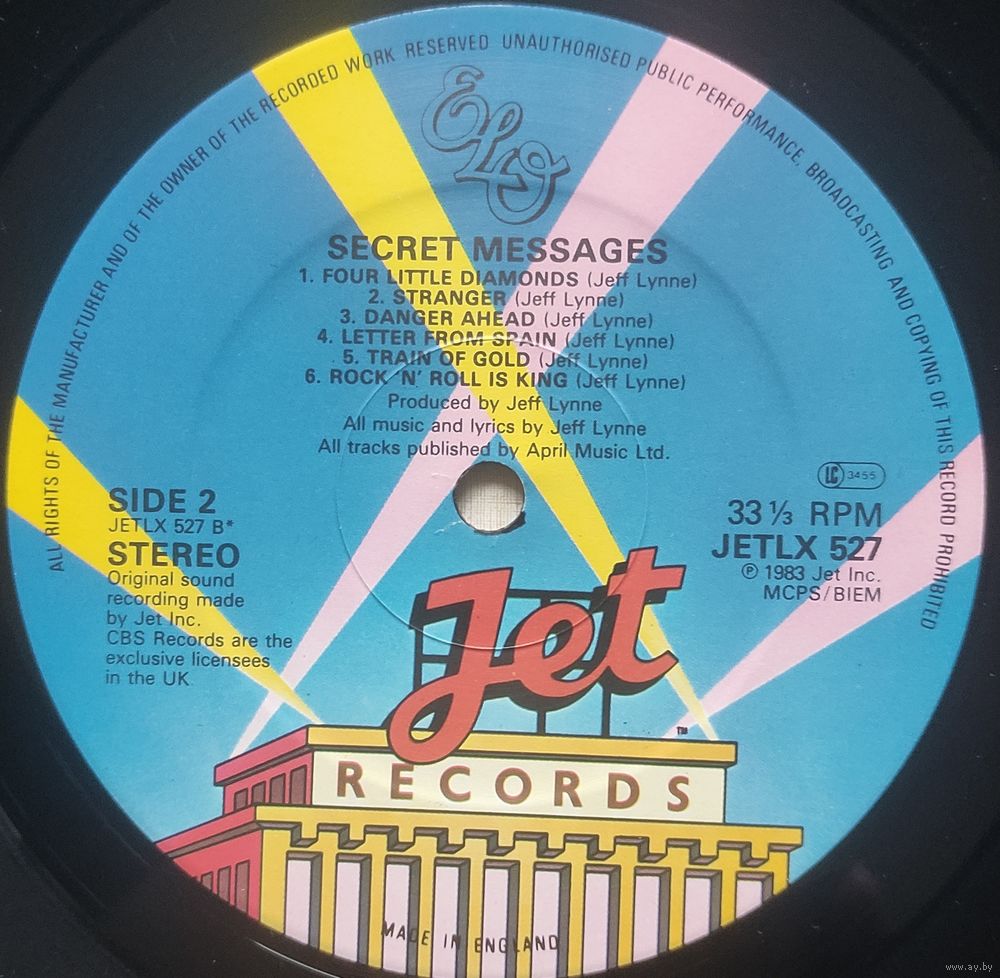 ALL RIGHTS OF THE MANUFACTURER AND OF THE OWNER OF THE RECORDED WORK RESERVED UNAUTHORISED PUBLIC PERFORMANCE, BROADCASTING AND COPYING OF THIS RECORD PROHIBITED
ELO
SECRET MESSAGES
1. FOUR LITTLE DIAMONDS (Jeff Lynne)
2. STRANGER (Jeff Lynne)
3. DANGER AHEAD (Jeff Lynne)
4. LETTER FROM SPAIN (Jeff Lynne)
5. TRAIN OF GOLD (Jeff Lynne)
6. ROCK 'N' ROLL IS KING (Jeff Lynne)
Produced by Jeff Lynne
All music and lyrics by Jeff Lynne
All tracks published by April Music Ltd.
LC 3455
SIDE 2
JETLX 527 B*
STEREO
Original sound
recording made
by Jet Inc.
CBS Records are the
exclusive licensees
in the UK
33 1/3 RPM
JETLX 527
℗ 1983 Jet Inc.
MCPS/BIEM
Jet
TM
RECORDS
MADE IN ENGLAND
www.ay.by